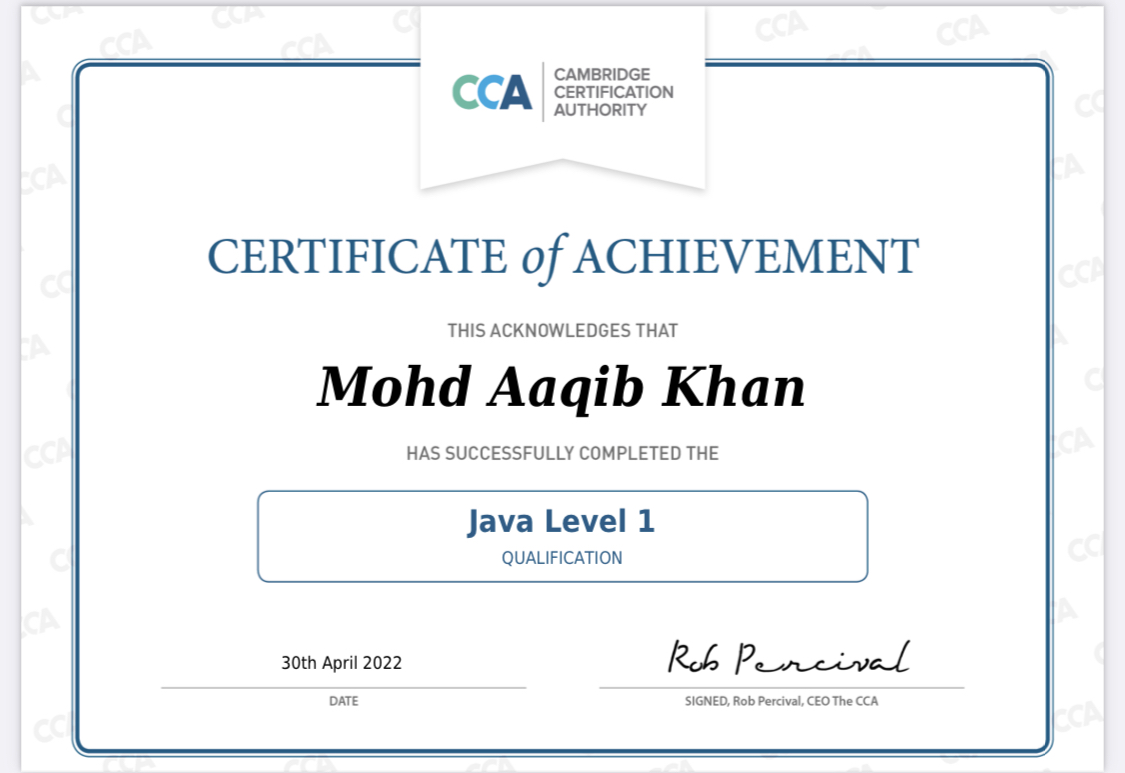 CCA
CAMBRIDGE
CERTIFICATION
AUTHORITY
CERTIFICATE of ACHIEVEMENT
THIS ACKNOWLEDGES THAT
Mohd Aaqib Khan
HAS SUCCESSFULLY COMPLETED THE
Java Level 1
QUALIFICATION
30th April 2022
Rob Percival
DATE
SIGNED, Rob Percival, CEO The CCA